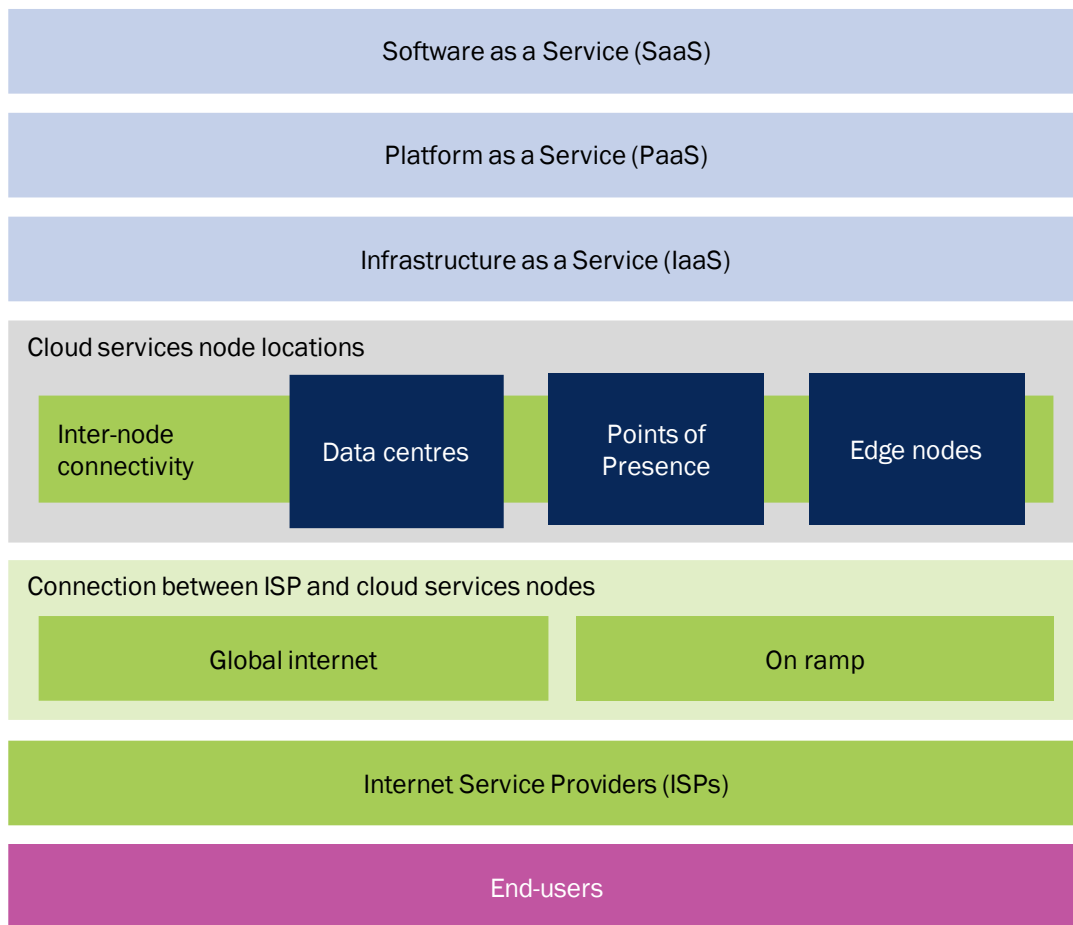 Software as a Service (SaaS)
Platform as a Service (PaaS)
Infrastructure as a Service (IaaS)
Cloud services node locations
Inter-node
connectivity
Data centres
Points of
Presence
Edge nodes
Connection between ISP and cloud services nodes
Global internet
On ramp
Internet Service Providers (ISPs)
End-users